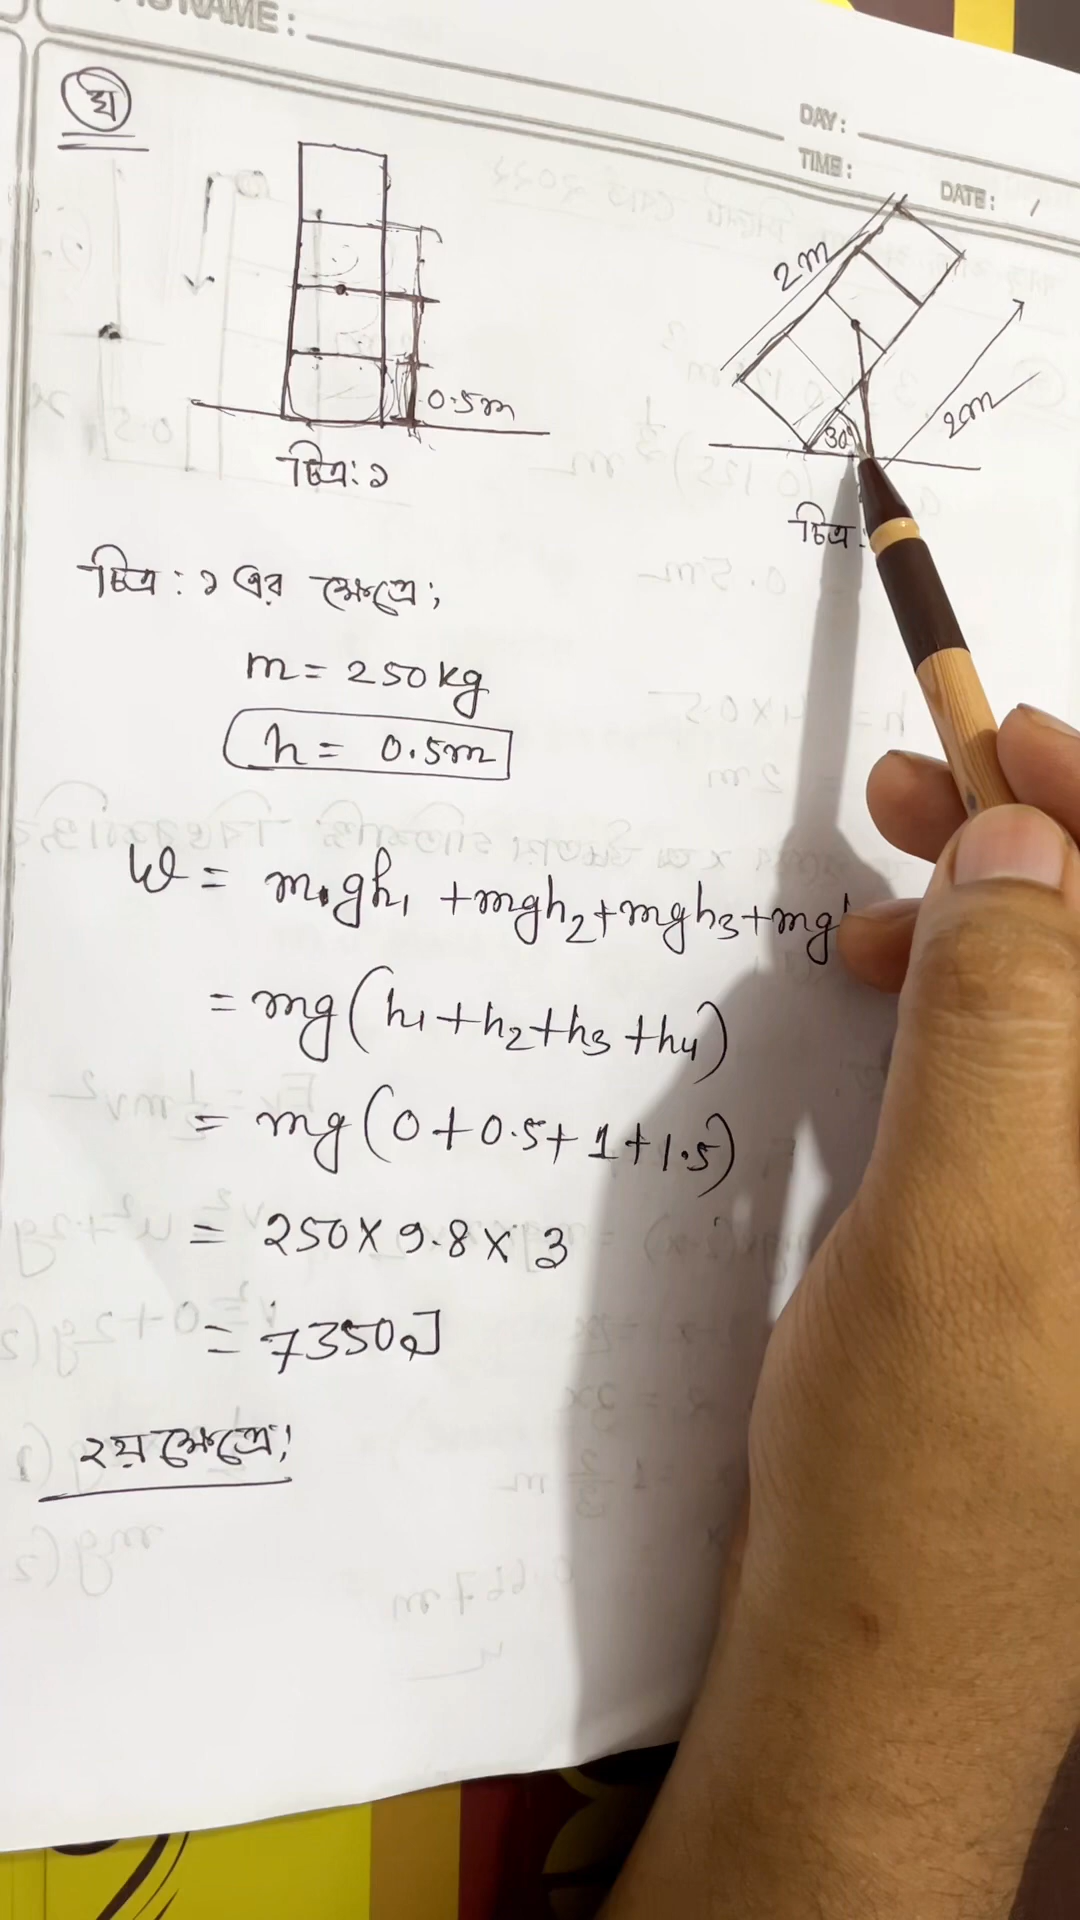 NAME :
DAY :
TIME :
DATE : /
ঘ
0.5m
চিত্র: ১
2m
30°
2m
চিত্র:
চিত্র : ১ এর ক্ষেত্রে;
m = 250kg
h = 0.5m
W = m.gh₁ + mgh₂ + mgh₃ + mg
= mg (h₁ + h₂ + h₃ + h₄)
= mg (0 + 0.5 + 1 + 1.5)
= 250 × 9.8 × 3
= 7350J
২য় ক্ষেত্রে;